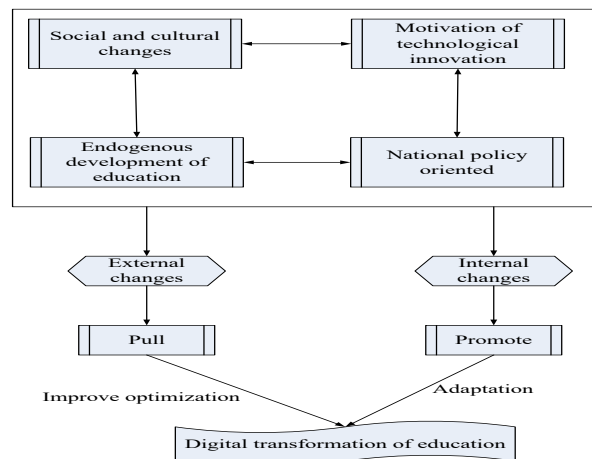 Social and cultural
changes
Motivation of
technological
innovation
Endogenous
development of
education
National policy
oriented
External
changes
Internal
changes
Pull
Promote
Improve optimization
Adaptation
Digital transformation of education